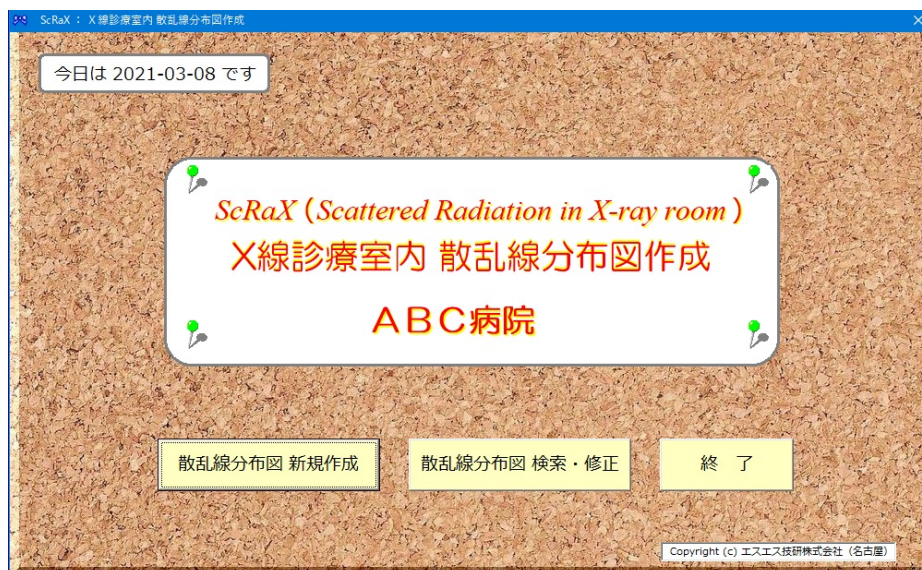 ScRaX : X線診療室内 散乱線分布図作成
今日は 2021-03-08 です
ScRaX ( Scattered Radiation in X-ray room )
X線診療室内 散乱線分布図作成
ABC病院
散乱線分布図 新規作成
散乱線分布図 検索・修正
終 了
Copyright (c) エスエス技研株式会社（名古屋）